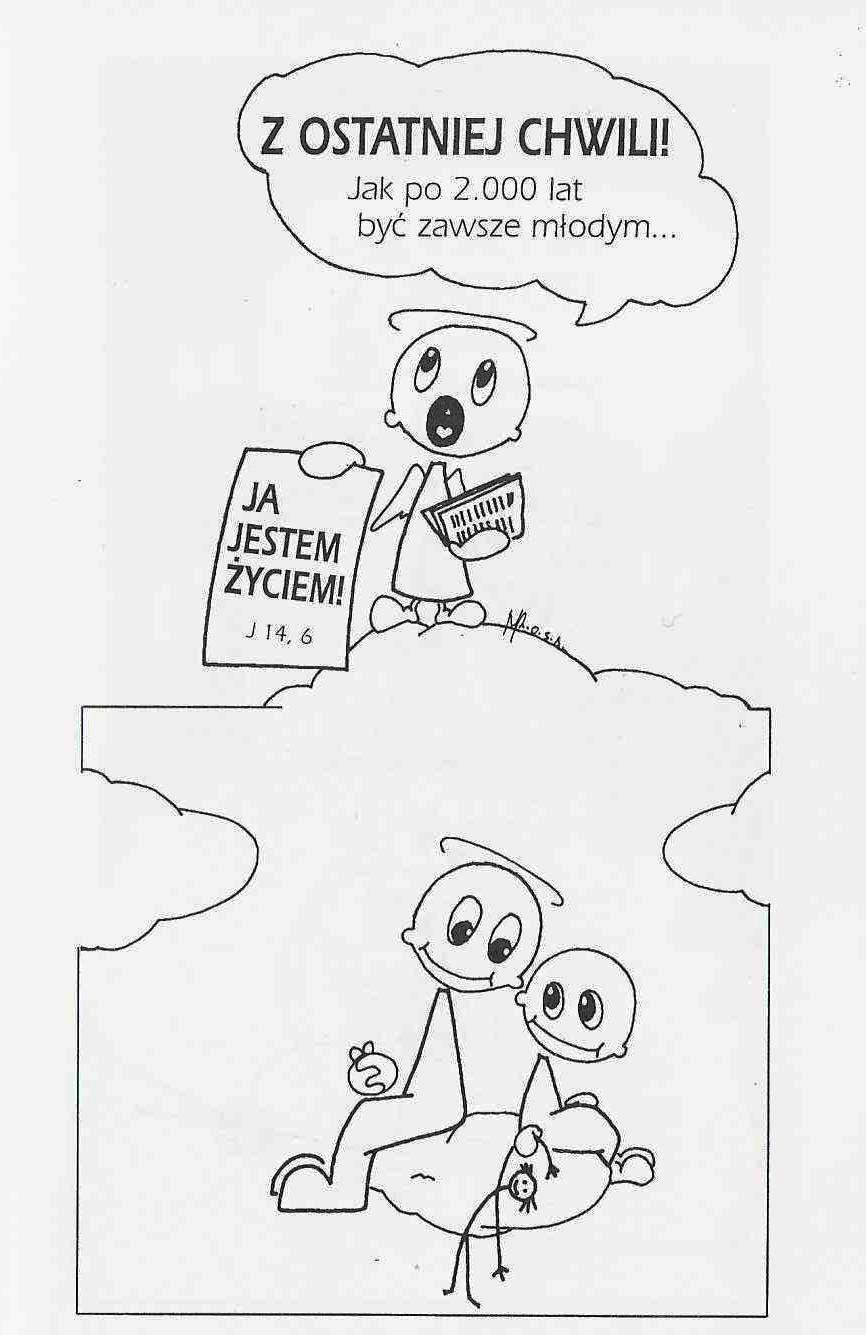 Z OSTATNIEJ CHWILI!
Jak po 2.000 lat
być zawsze młodym...
JA
JESTEM
ŻYCIEM!
J 14, 6